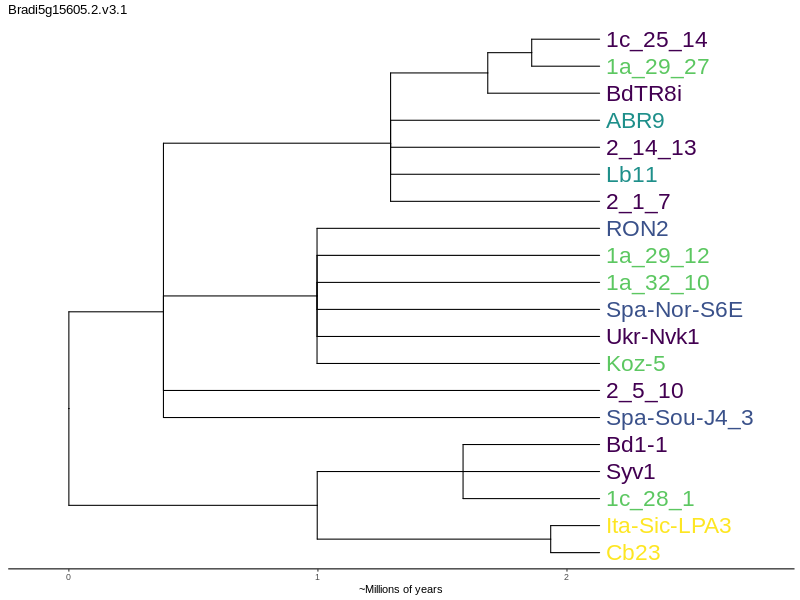 Bradi5g15605.2.v3.1
1c_25_14
1a_29_27
BdTR8i
ABR9
2_14_13
Lb11
2_1_7
RON2
1a_29_12
1a_32_10
Spa-Nor-S6E
Ukr-Nvk1
Koz-5
2_5_10
Spa-Sou-J4_3
Bd1-1
Syv1
1c_28_1
Ita-Sic-LPA3
Cb23
0 1 2
~Millions of years